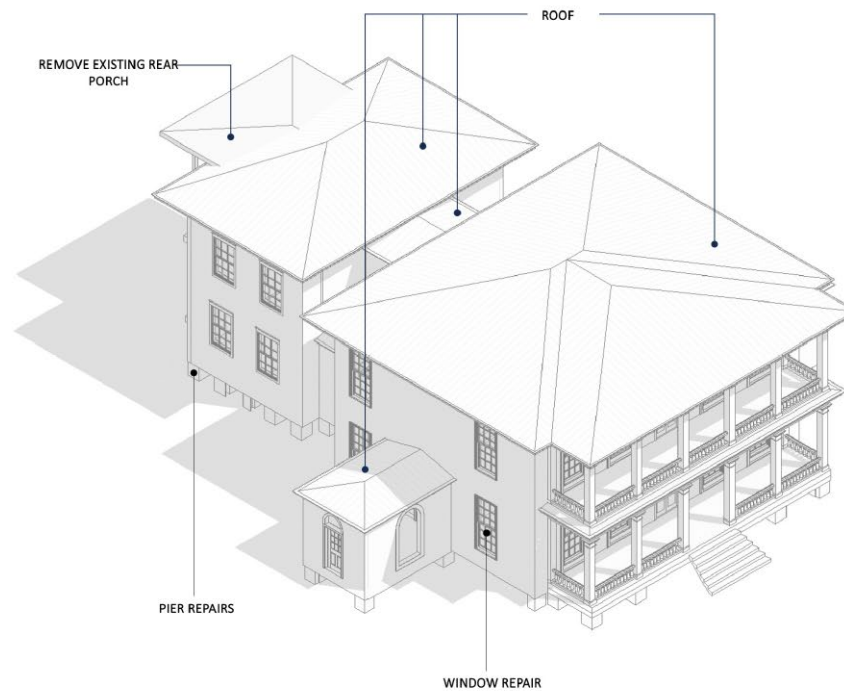 ROOF
REMOVE EXISTING REAR
PORCH
PIER REPAIRS
WINDOW REPAIR